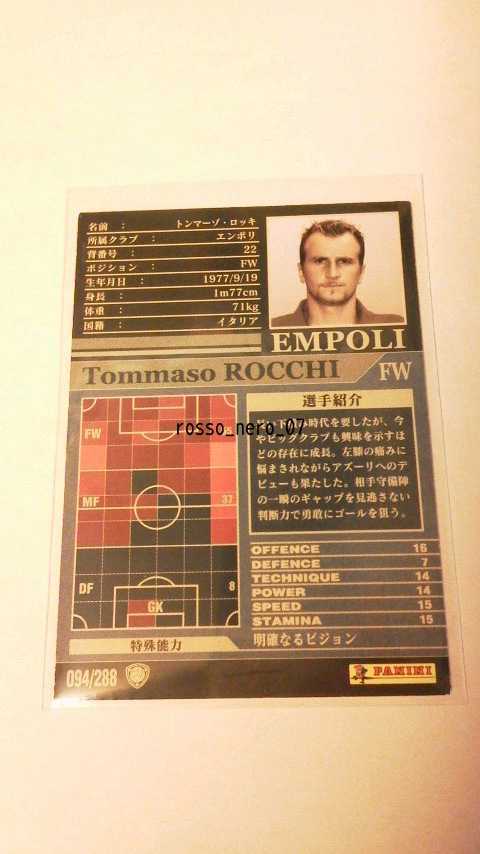 名前 ： トンマーゾ・ロッキ
所属クラブ ： エンポリ
背番号 ： 22
ポジション ： FW
生年月日 ： 1977/9/19
身長 ： 1m77cm
体重 ： 71kg
国籍 ： イタリア
EMPOLI
Tommaso ROCCHI FW
選手紹介
時代を要したが、今
rosso_nero_07
やビッグクラブも興味を示すほ
どの存在に成長。左膝の痛みに
悩まされながらアズーリへのデ
ビューも果たした。相手守備陣
の一瞬のギャップを見逃さない
判断力で勇敢にゴールを狙う。
FW
MF 37
DF 8
GK
OFFENCE 16
DEFENCE 7
TECHNIQUE 14
POWER 14
SPEED 15
STAMINA 15
特殊能力 明確なるビジョン
094/288 PANINI